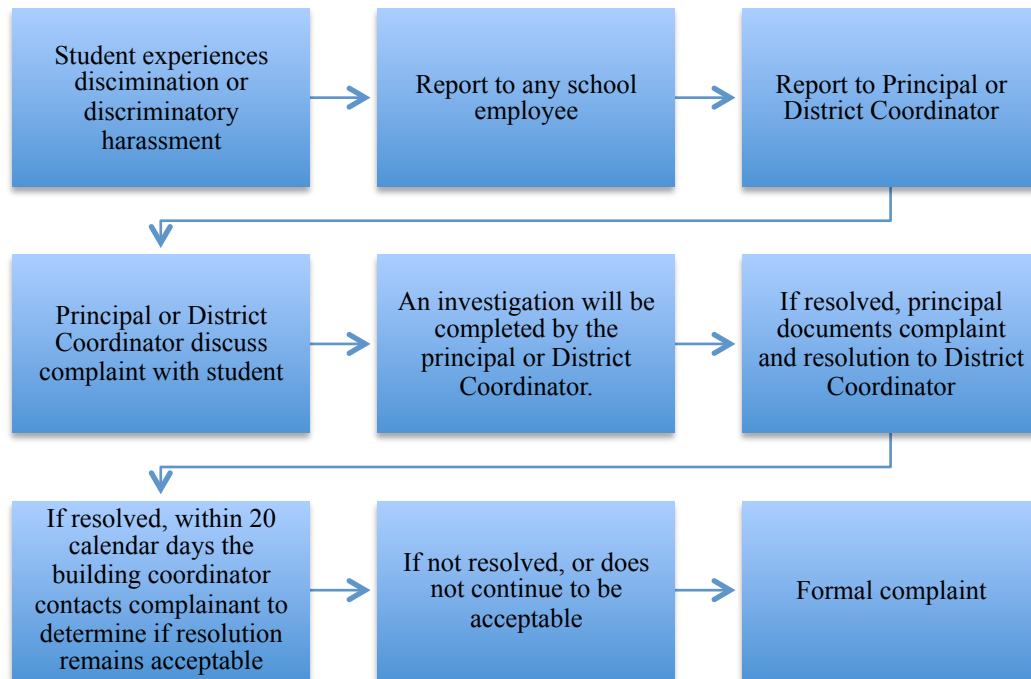 Student experiences
discimination or
discriminatory
harassment
Report to any school
employee
Report to Principal or
District Coordinator
Principal or District
Coordinator discuss
complaint with student
An investigation will be
completed by the
principal or District
Coordinator.
If resolved, principal
documents complaint
and resolution to District
Coordinator
If resolved, within 20
calendar days the
building coordinator
contacts complainant to
determine if resolution
remains acceptable
If not resolved, or does
not continue to be
acceptable
Formal complaint